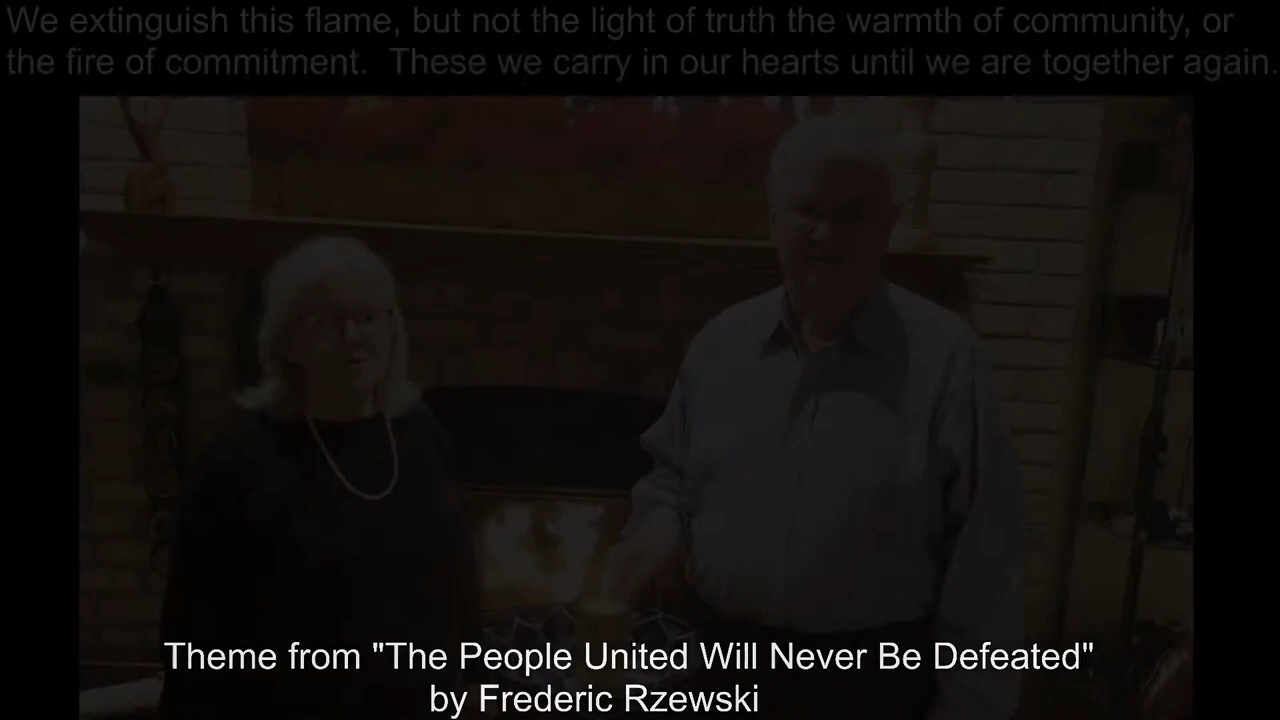 We extinguish this flame, but not the light of truth the warmth of community, or
the fire of commitment.  These we carry in our hearts until we are together again.
Theme from "The People United Will Never Be Defeated"
by Frederic Rzewski